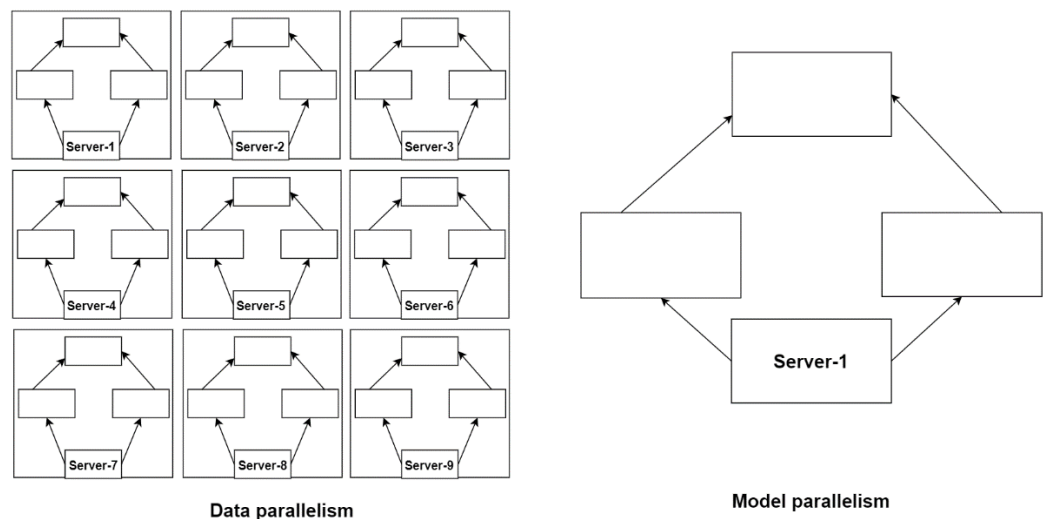 Server-1
Server-2
Server-3
Server-4
Server-5
Server-6
Server-7
Server-8
Server-9
Data parallelism
Server-1
Model parallelism